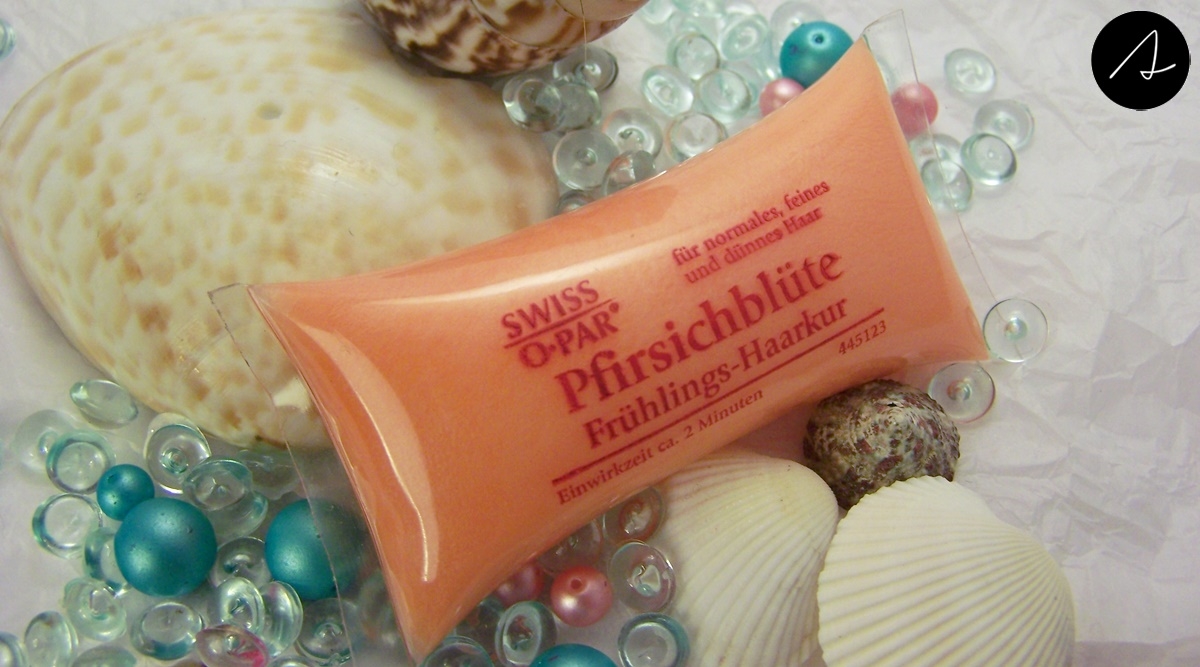 SWISS
O·PAR®
für normales, feines
und dünnes Haar
Pfirsichblüte
Frühlings-Haarkur
445123
Einwirkzeit ca. 2 Minuten